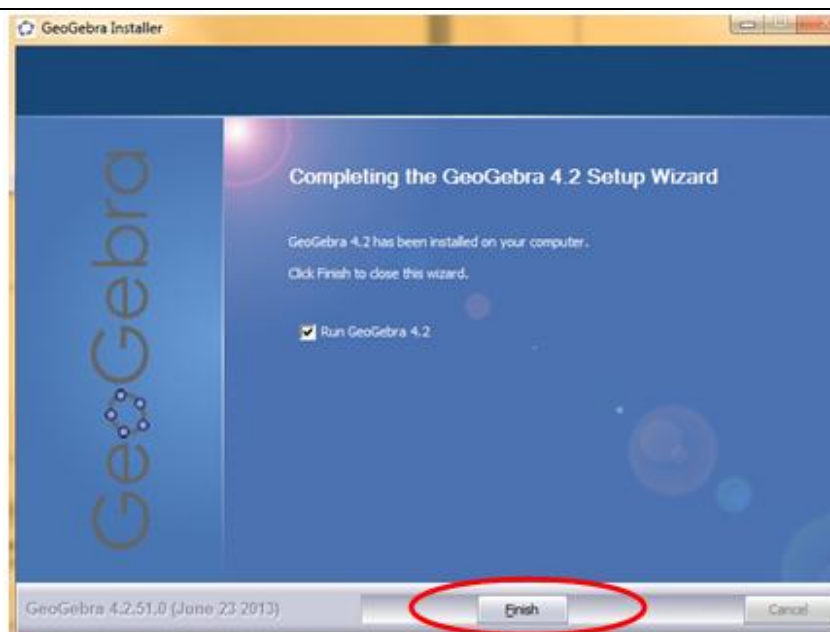 GeoGebra Installer
GeoGebra
Completing the GeoGebra 4.2 Setup Wizard
GeoGebra 4.2 has been installed on your computer.
Click Finish to close this wizard.
Run GeoGebra 4.2
GeoGebra 4.2.51.0 (June 23 2013)
Finish
Cancel